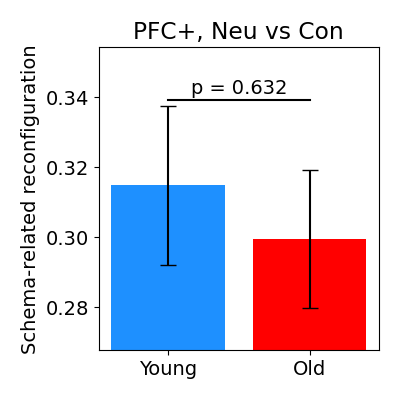 PFC+, Neu vs Con
Schema-related reconfiguration
0.34
0.32
0.30
0.28
p = 0.632
Young
Old